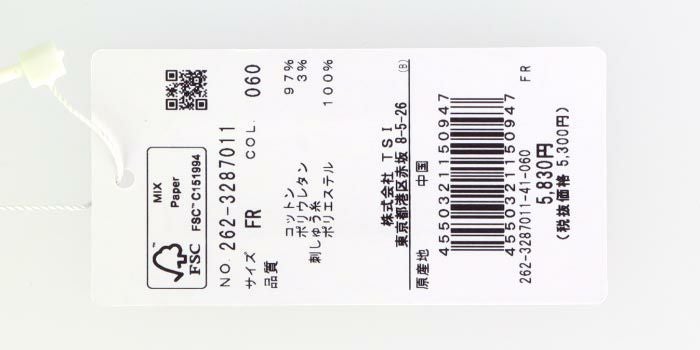 MIX
Paper
FSC™ C151994
FSC
NO. 262-3287011
サイズ FR COL. 060
品質
コットン 97%
ポリウレタン 3%
刺しゅう糸
ポリエステル 100%
(B)
株式会社 TSI
東京都港区赤坂 8-5-26
原産地 中国
4550321150947
4550321150947
262-3287011-41-060 FR
5,830円
(税抜価格 5,300円)